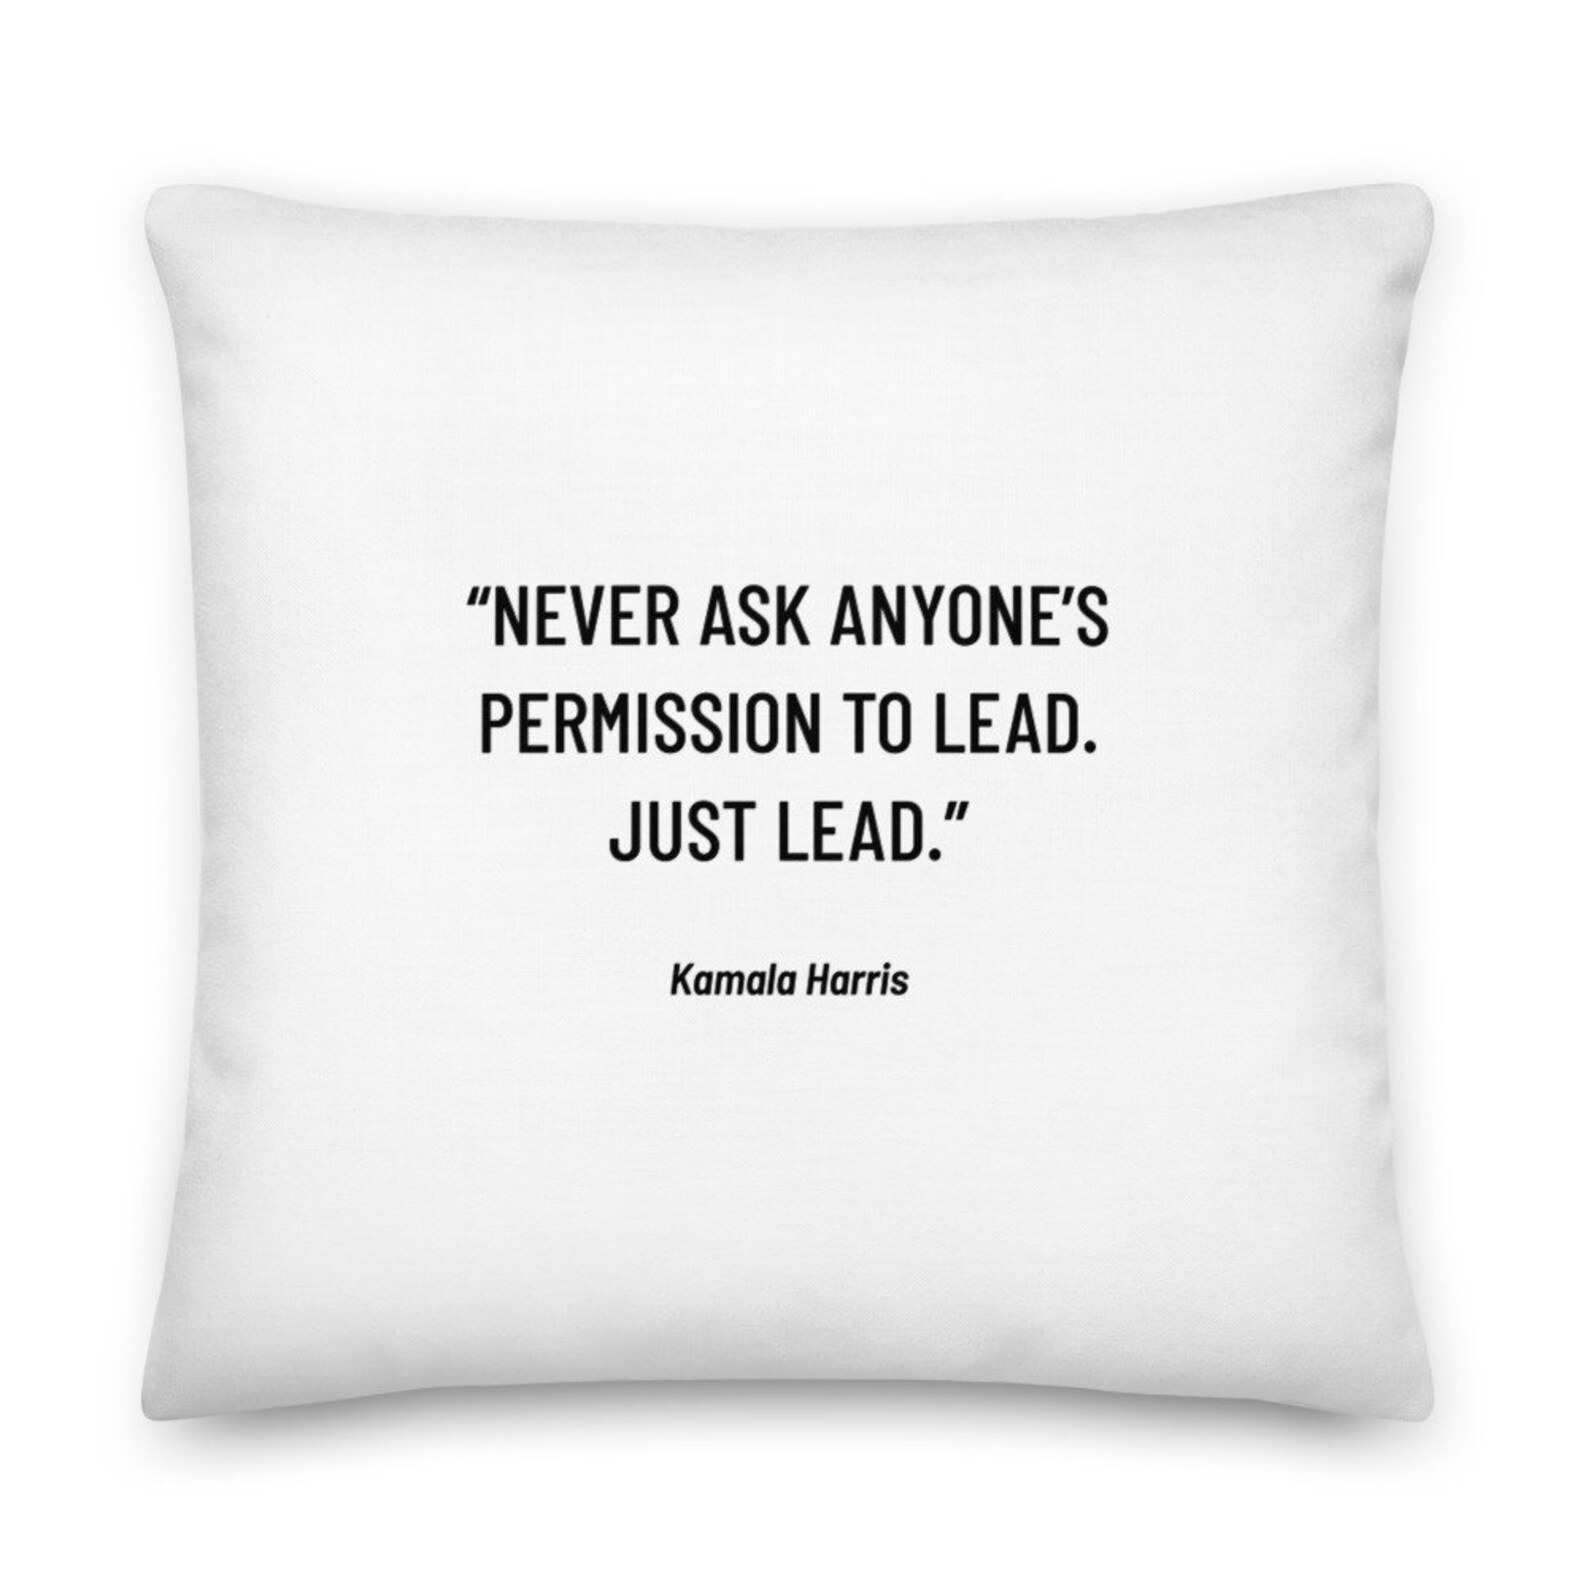 “NEVER ASK ANYONE’S
PERMISSION TO LEAD.
JUST LEAD.”
Kamala Harris